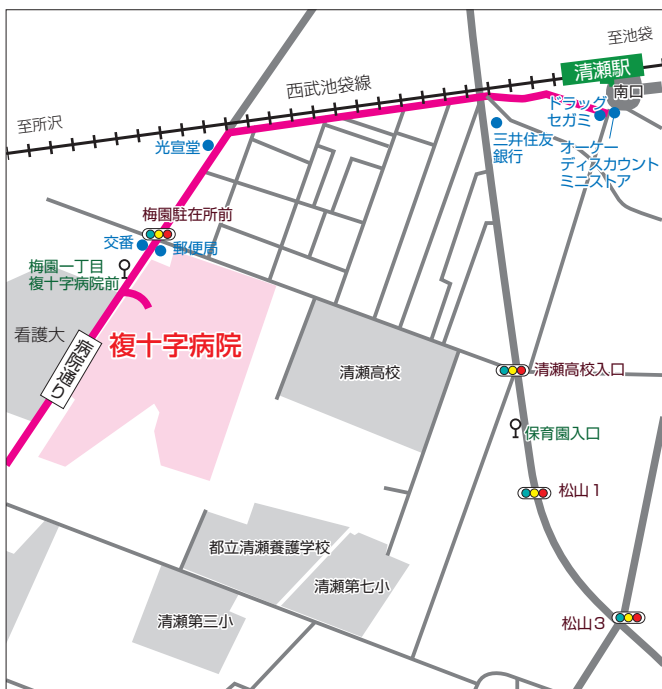 至池袋
清瀬駅
南口
西武池袋線
ドラッグ
セガミ
至所沢
光宣堂
三井住友
銀行
オーケー
ディスカウント
ミニストア
梅園駐在所前
交番
郵便局
梅園一丁目
複十字病院前
看護大
複十字病院
病院通り
清瀬高校
清瀬高校入口
保育園入口
松山1
都立清瀬養護学校
清瀬第七小
清瀬第三小
松山3